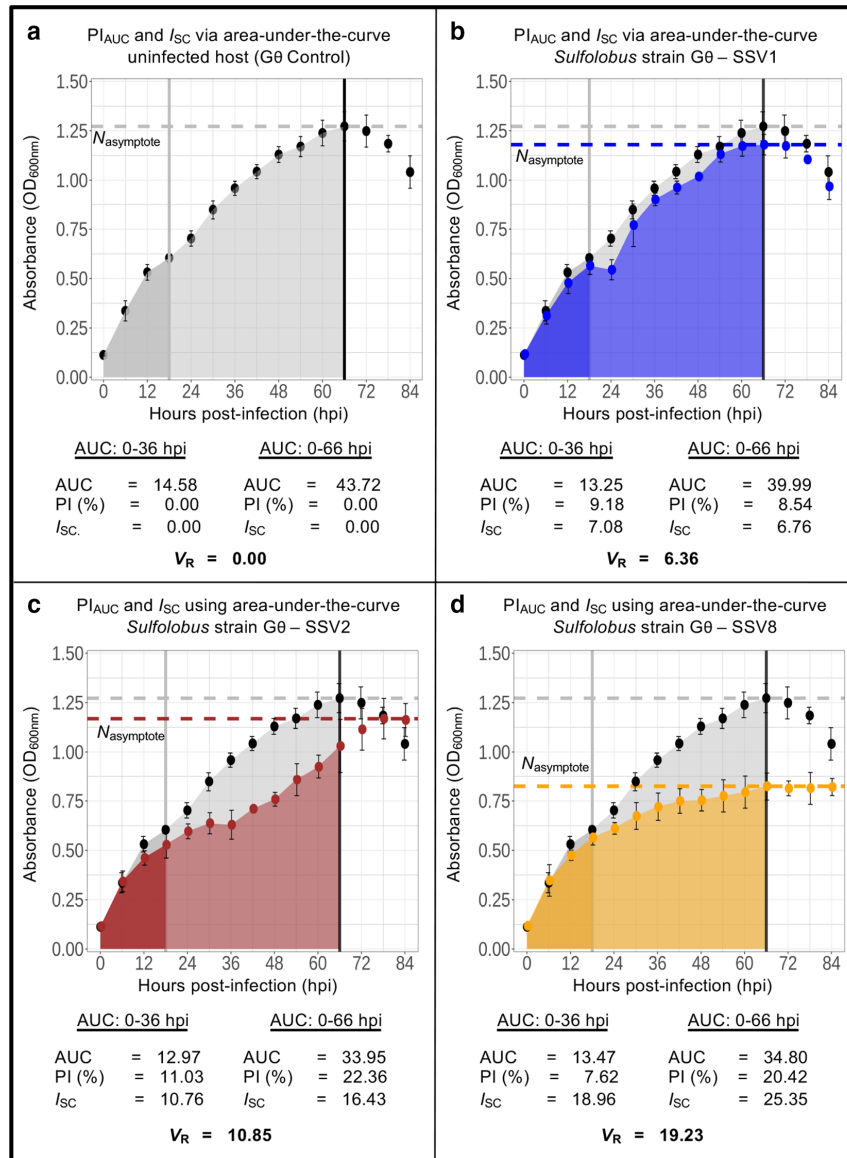 a
PIAUC and ISC via area-under-the-curve
uninfected host (Gθ Control)
Absorbance (OD600nm)
1.50
1.25
1.00
0.75
0.50
0.25
0.00
Nasymptote
0 12 24 36 48 60 72 84
Hours post-infection (hpi)
AUC: 0-36 hpi AUC: 0-66 hpi
AUC = 14.58 AUC = 43.72
PI (%) = 0.00 PI (%) = 0.00
ISC. = 0.00 ISC = 0.00
VR = 0.00
b
PIAUC and ISC via area-under-the-curve
Sulfolobus strain Gθ – SSV1
Absorbance (OD600nm)
1.50
1.25
1.00
0.75
0.50
0.25
0.00
Nasymptote
0 12 24 36 48 60 72 84
Hours post-infection (hpi)
AUC: 0-36 hpi AUC: 0-66 hpi
AUC = 13.25 AUC = 39.99
PI (%) = 9.18 PI (%) = 8.54
ISC = 7.08 ISC = 6.76
VR = 6.36
c
PIAUC and ISC using area-under-the-curve
Sulfolobus strain Gθ – SSV2
Absorbance (OD600nm)
1.50
1.25
1.00
0.75
0.50
0.25
0.00
Nasymptote
0 12 24 36 48 60 72 84
Hours post-infection (hpi)
AUC: 0-36 hpi AUC: 0-66 hpi
AUC = 12.97 AUC = 33.95
PI (%) = 11.03 PI (%) = 22.36
ISC = 10.76 ISC = 16.43
VR = 10.85
d
PIAUC and ISC using area-under-the-curve
Sulfolobus strain Gθ – SSV8
Absorbance (OD600nm)
1.50
1.25
1.00
0.75
0.50
0.25
0.00
Nasymptote
0 12 24 36 48 60 72 84
Hours post-infection (hpi)
AUC: 0-36 hpi AUC: 0-66 hpi
AUC = 13.47 AUC = 34.80
PI (%) = 7.62 PI (%) = 20.42
ISC = 18.96 ISC = 25.35
VR = 19.23